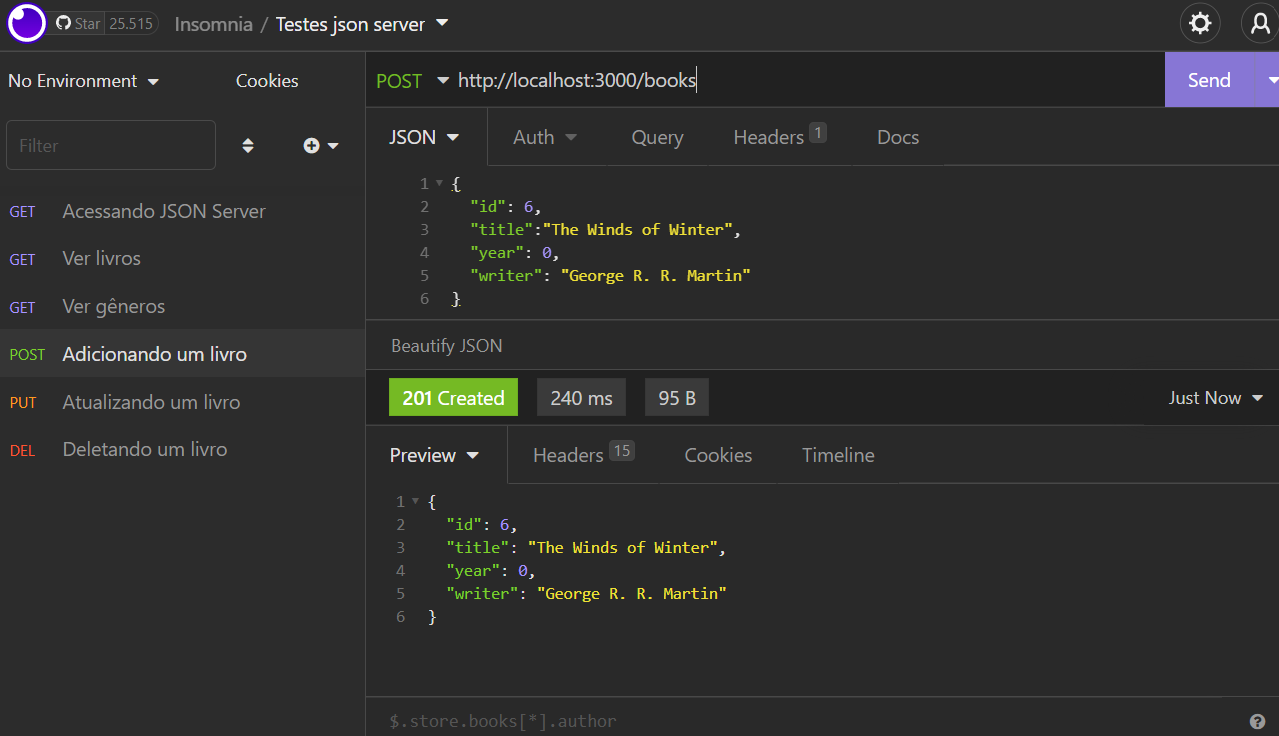 Star 25.515 Insomnia / Testes json server
No Environment Cookies
Filter
GET Acessando JSON Server
GET Ver livros
GET Ver gêneros
POST Adicionando um livro
PUT Atualizando um livro
DEL Deletando um livro
POST http://localhost:3000/books Send
JSON Auth Query Headers 1 Docs
1 {
2 "id": 6,
3 "title":"The Winds of Winter",
4 "year": 0,
5 "writer": "George R. R. Martin"
6 }
Beautify JSON
201 Created 240 ms 95 B Just Now
Preview Headers 15 Cookies Timeline
1 {
2 "id": 6,
3 "title": "The Winds of Winter",
4 "year": 0,
5 "writer": "George R. R. Martin"
6 }
$.store.books[*].author ?